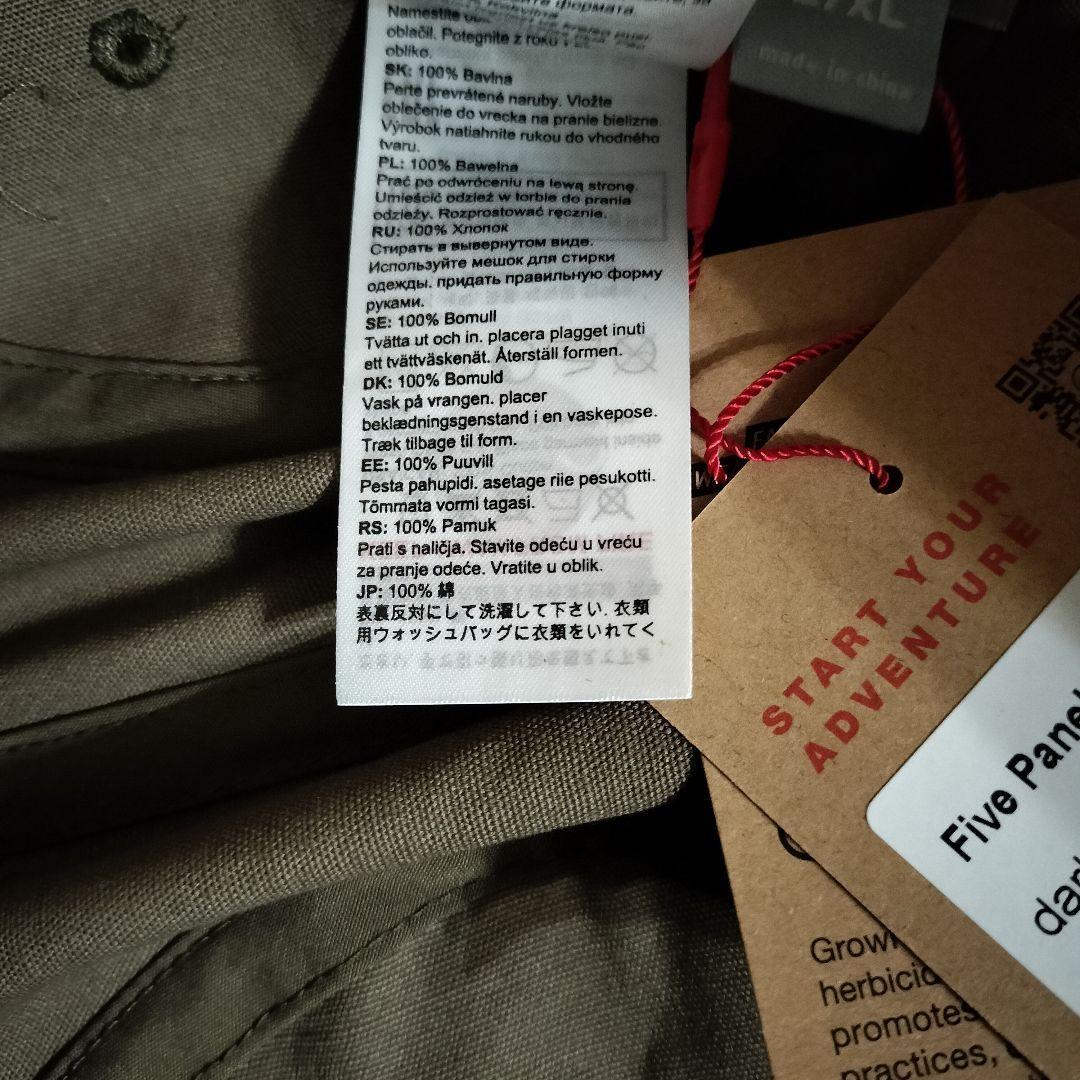 формата.
Namestite
oblačil. Potegnite z roko v
obliko.
SK: 100% Bavlna
Perte prevrátené naruby. Vložte
oblečenie do vrecka na pranie bielizne.
Výrobok natiahnite rukou do vhodného
tvaru.
PL: 100% Bawełna
Prać po odwróceniu na lewą stronę.
Umieścić odzież w torbie do prania
odzieży. Rozprostować ręcznie.
RU: 100% Хлопок
Стирать в вывернутом виде.
Используйте мешок для стирки
одежды. придать правильную форму
руками.
SE: 100% Bomull
Tvätta ut och in. placera plagget inuti
ett tvättväskenät. Återställ formen.
DK: 100% Bomuld
Vask på vrangen. placer
beklædningsgenstand i en vaskepose.
Træk tilbage til form.
EE: 100% Puuvill
Pesta pahupidi. asetage riie pesukotti.
Tõmmata vormi tagasi.
RS: 100% Pamuk
Prati s naličja. Stavite odeću u vreću
za pranje odeće. Vratite u oblik.
JP: 100% 綿
表裏反対にして洗濯して下さい. 衣類
用ウォッシュバッグに衣類をいれてく
L/XL
made in china
START YOUR
ADVENTURE
Five Panel
herbicid
promotes
practices,